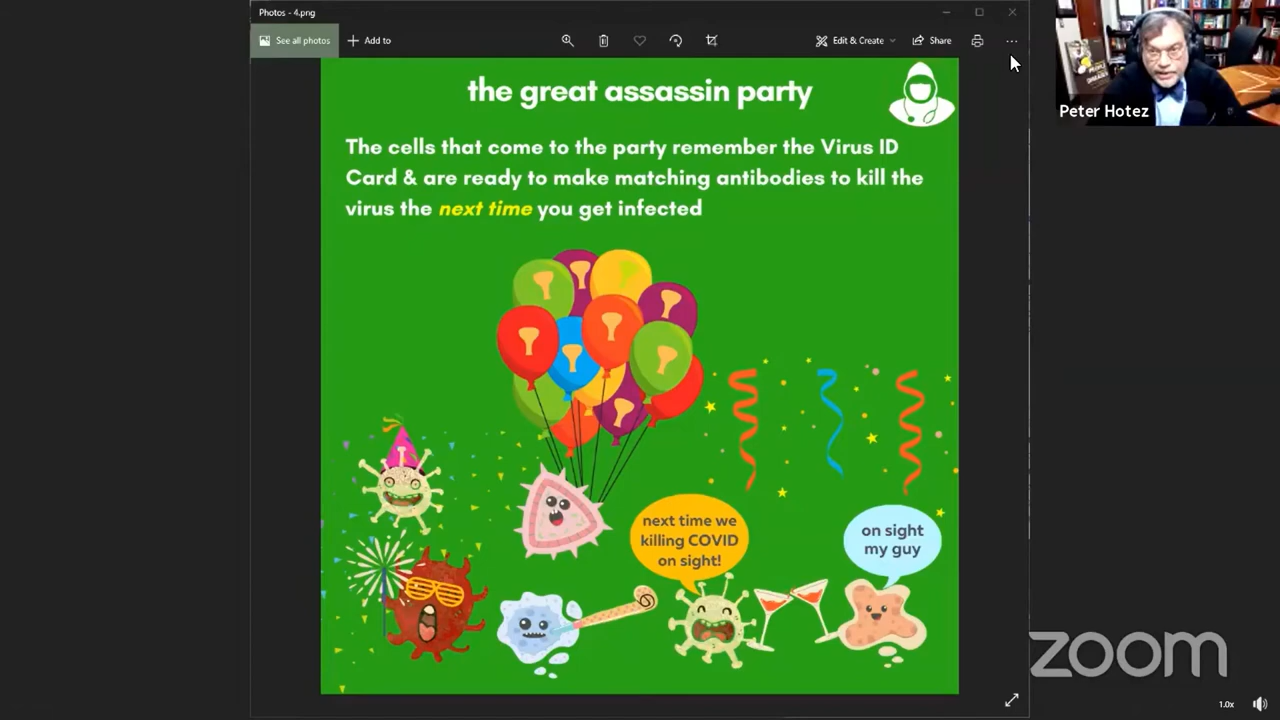 Photos - 4.png
See all photos
Add to
Edit & Create
Share
Peter Hotez
the great assassin party
The cells that come to the party remember the Virus ID
Card & are ready to make matching antibodies to kill the
virus the next time you get infected
next time we
killing COVID
on sight!
on sight
my guy
zoom
1.0x